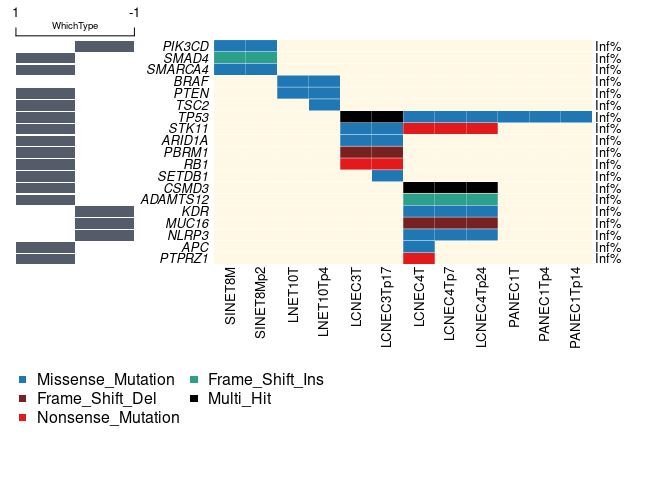 1 -1
WhichType
PIK3CD Inf%
SMAD4 Inf%
SMARCA4 Inf%
BRAF Inf%
PTEN Inf%
TSC2 Inf%
TP53 Inf%
STK11 Inf%
ARID1A Inf%
PBRM1 Inf%
RB1 Inf%
SETDB1 Inf%
CSMD3 Inf%
ADAMTS12 Inf%
KDR Inf%
MUC16 Inf%
NLRP3 Inf%
APC Inf%
PTPRZ1 Inf%
SINET8M
SINET8Mp2
LNET10T
LNET10Tp4
LCNEC3T
LCNEC3Tp17
LCNEC4T
LCNEC4Tp7
LCNEC4Tp24
PANEC1T
PANEC1Tp4
PANEC1Tp14
Missense_Mutation Frame_Shift_Ins
Frame_Shift_Del Multi_Hit
Nonsense_Mutation